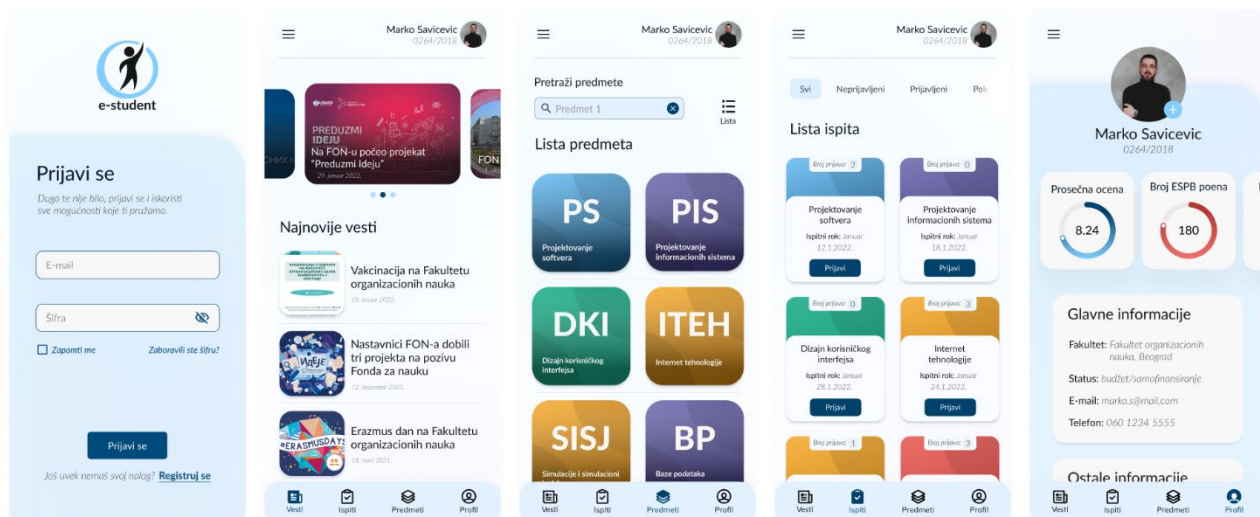 e-student
Prijavi se
Dugo te nije bilo, prijavi se i iskoristi
sve mogućnosti koje ti pružamo.
E-mail
Šifra
Zapamti me
Zaboravili ste šifru?
Prijavi se
Još uvek nemaš svoj nalog? Registruj se
Marko Savicevic
0264/2018
USAID
PREDUZMI
IDEJU
Na FON-u počeo projekat
"Preduzmi Ideju"
29. januar 2022.
FON
Najnovije vesti
Vakcinacija na Fakultetu
organizacionih nauka
18. januar 2022.
Nastavnici FON-a dobili
tri projekta na pozivu
Fonda za nauku
12. decembar 2021.
ИДЕЈЕ
#ERASMUSDAYS
Erazmus dan na Fakultetu
organizacionih nauka
18. mart 2021.
Vesti
Ispiti
Predmeti
Profil
Marko Savicevic
0264/2018
Pretraži predmete
Predmet 1
Lista
Lista predmeta
PS
Projektovanje
softvera
PIS
Projektovanje
informacionih sistema
DKI
Dizajn korisničkog
interfejsa
ITEH
Internet tehnologije
SISJ
Simulacije i simulacioni
BP
Baze podataka
Vesti
Ispiti
Predmeti
Profil
Marko Savicevic
0264/2018
Svi
Neprijavljeni
Prijavljeni
Lista ispita
Broj prijava: 2
Projektovanje
softvera
Ispitni rok: Januar
12.1.2022.
Prijavi
Broj prijava: 0
Projektovanje
informacionih sistema
Ispitni rok: Januar
18.1.2022.
Prijavi
Broj prijava: 0
Dizajn korisničkog
interfejsa
Ispitni rok: Januar
28.1.2022.
Prijavi
Broj prijava: 3
Internet
tehnologije
Ispitni rok: Januar
24.1.2022.
Prijavi
Broj prijava: 1
Broj prijava: 3
Vesti
Ispiti
Predmeti
Profil
Marko Savicevic
0264/2018
Prosečna ocena
8.24
Broj ESPB poena
180
Glavne informacije
Fakultet: Fakultet organizacionih
nauka, Beograd
Status: budžet/samofinansiranje
E-mail: marko.s@mail.com
Telefon: 060 1234 5555
Ostale informacije
Vesti
Ispiti
Predmeti
Profil